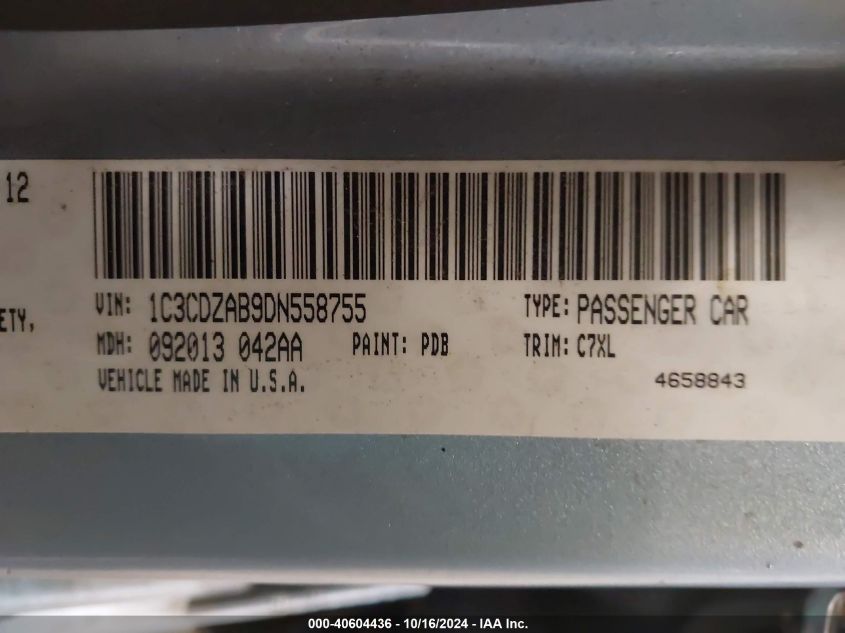 12
VIN: 1C3CDZAB9DN558755 TYPE: PASSENGER CAR
ETY,
MDH: 092013 042AA PAINT: PDB TRIM: C7XL
VEHICLE MADE IN U.S.A. 4658843
000-40604436 - 10/16/2024 - IAA Inc.